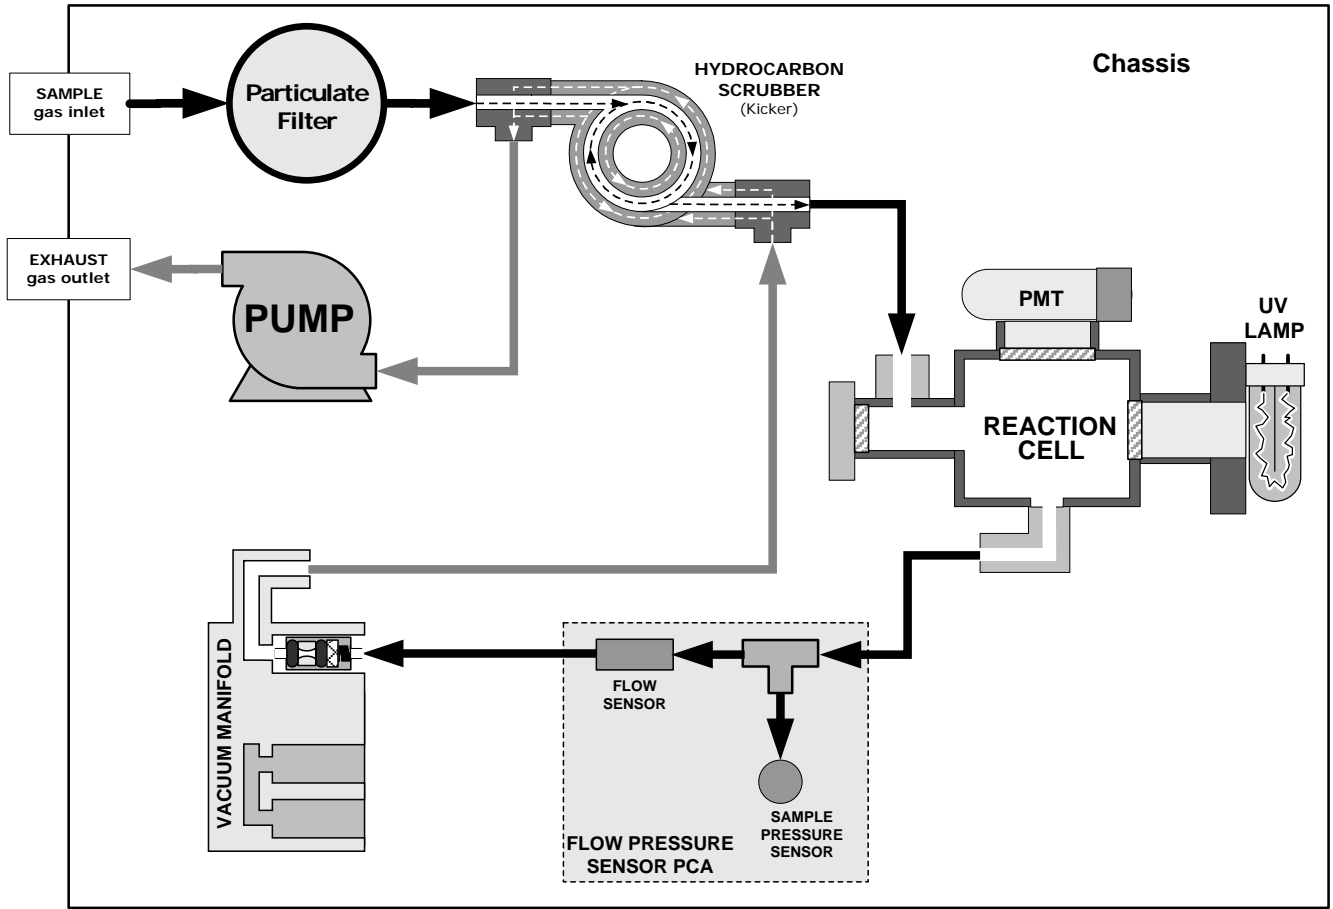 SAMPLE
gas inlet
Particulate
Filter
HYDROCARBON
SCRUBBER
(Kicker)
Chassis
EXHAUST
gas outlet
PUMP
PMT
UV
LAMP
REACTION
CELL
VACUUM MANIFOLD
FLOW
SENSOR
SAMPLE
PRESSURE
SENSOR
FLOW PRESSURE
SENSOR PCA